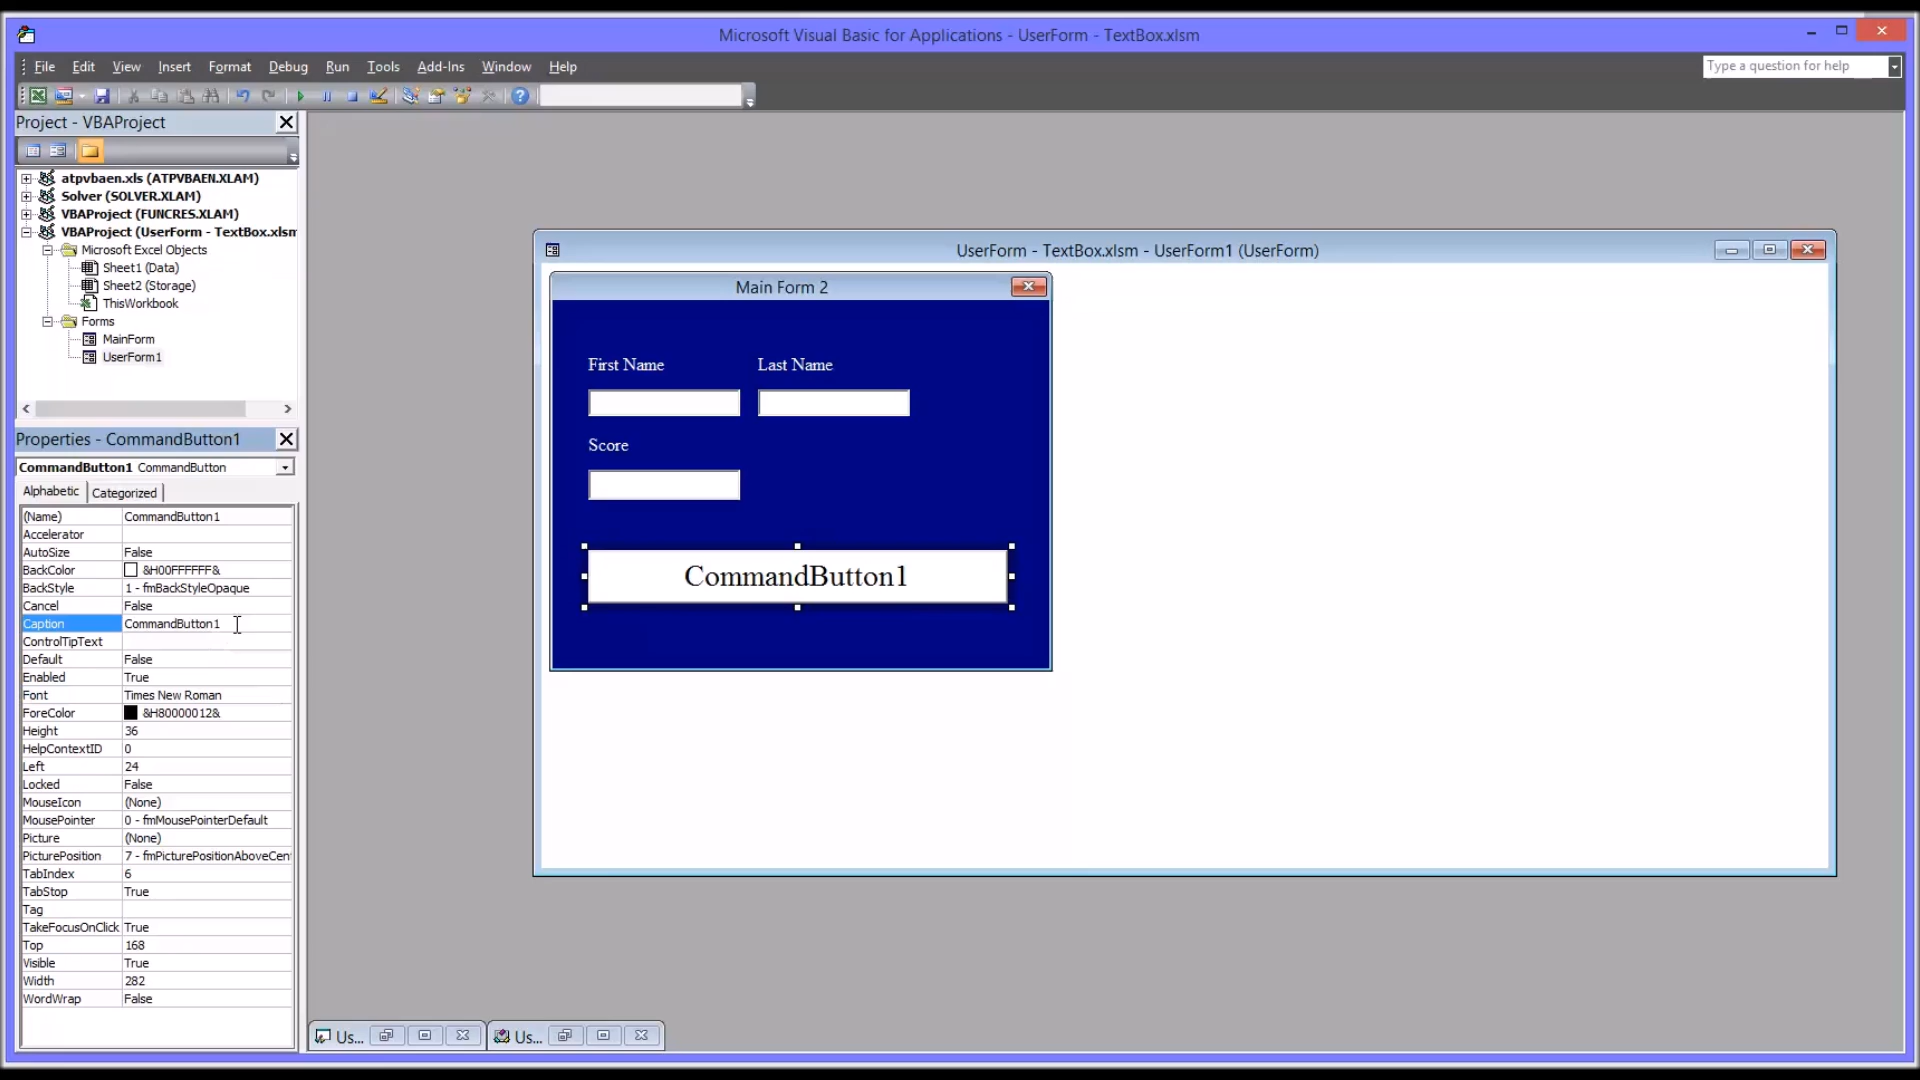 Microsoft Visual Basic for Applications - UserForm - TextBox.xlsm
File Edit View Insert Format Debug Run Tools Add-Ins Window Help
Type a question for help
Project - VBAProject
atpvbaen.xls (ATPVBAEN.XLAM)
Solver (SOLVER.XLAM)
VBAProject (FUNCRES.XLAM)
VBAProject (UserForm - TextBox.xlsm
Microsoft Excel Objects
Sheet1 (Data)
Sheet2 (Storage)
ThisWorkbook
Forms
MainForm
UserForm1
Properties - CommandButton1
CommandButton1 CommandButton
Alphabetic Categorized
(Name) CommandButton1
Accelerator
AutoSize False
BackColor &H00FFFFFF&
BackStyle 1 - fmBackStyleOpaque
Cancel False
Caption CommandButton1
ControlTipText
Default False
Enabled True
Font Times New Roman
ForeColor &H80000012&
Height 36
HelpContextID 0
Left 24
Locked False
MouseIcon (None)
MousePointer 0 - fmMousePointerDefault
Picture (None)
PicturePosition 7 - fmPicturePositionAboveCent
TabIndex 6
TabStop True
Tag
TakeFocusOnClick True
Top 168
Visible True
Width 282
WordWrap False
UserForm - TextBox.xlsm - UserForm1 (UserForm)
Main Form 2
First Name Last Name
Score
CommandButton1
Us... Us...